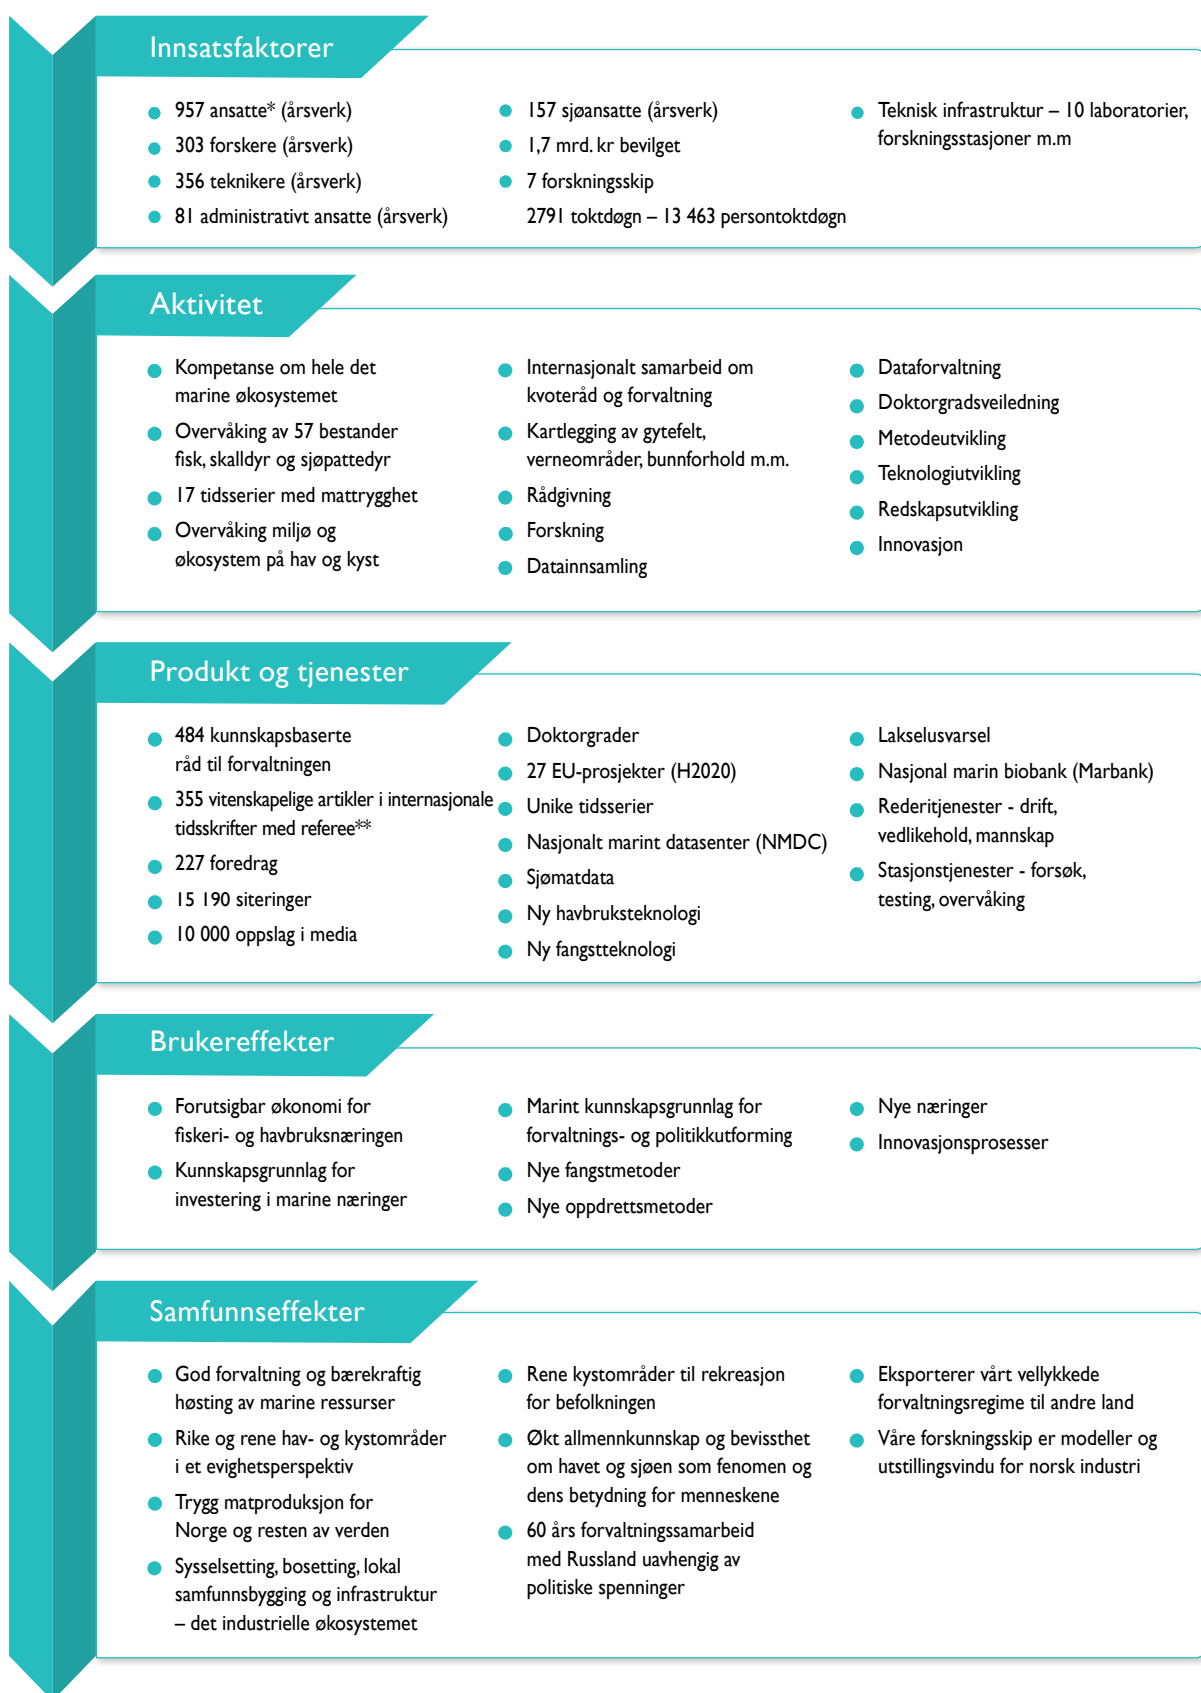 Innsatsfaktorer
957 ansatte* (årsverk)
303 forskere (årsverk)
356 teknikere (årsverk)
81 administrativt ansatte (årsverk)
157 sjøansatte (årsverk)
1,7 mrd. kr bevilget
7 forskningsskip
2791 toktdøgn – 13 463 persontoktdøgn
Teknisk infrastruktur – 10 laboratorier,
forskningsstasjoner m.m
Aktivitet
Kompetanse om hele det
marine økosystemet
Overvåking av 57 bestander
fisk, skalldyr og sjøpattedyr
17 tidsserier med mattrygghet
Overvåking miljø og
økosystem på hav og kyst
Internasjonalt samarbeid om
kvoteråd og forvaltning
Kartlegging av gytefelt,
verneområder, bunnforhold m.m.
Rådgivning
Forskning
Datainnsamling
Dataforvaltning
Doktorgradsveiledning
Metodeutvikling
Teknologiutvikling
Redskapsutvikling
Innovasjon
Produkt og tjenester
484 kunnskapsbaserte
råd til forvaltningen
355 vitenskapelige artikler i internasjonale
tidsskrifter med referee**
227 foredrag
15 190 siteringer
10 000 oppslag i media
Doktorgrader
27 EU-prosjekter (H2020)
Unike tidsserier
Nasjonalt marint datasenter (NMDC)
Sjømatdata
Ny havbruksteknologi
Ny fangstteknologi
Lakselusvarsel
Nasjonal marin biobank (Marbank)
Rederitjenester - drift,
vedlikehold, mannskap
Stasjonstjenester - forsøk,
testing, overvåking
Brukereffekter
Forutsigbar økonomi for
fiskeri- og havbruksnæringen
Kunnskapsgrunnlag for
investering i marine næringer
Marint kunnskapsgrunnlag for
forvaltnings- og politikkutforming
Nye fangstmetoder
Nye oppdrettsmetoder
Nye næringer
Innovasjonsprosesser
Samfunnseffekter
God forvaltning og bærekraftig
høsting av marine ressurser
Rike og rene hav- og kystområder
i et evighetsperspektiv
Trygg matproduksjon for
Norge og resten av verden
Sysselsetting, bosetting, lokal
samfunnsbygging og infrastruktur
– det industrielle økosystemet
Rene kystområder til rekreasjon
for befolkningen
Økt allmennkunnskap og bevissthet
om havet og sjøen som fenomen og
dens betydning for menneskene
60 års forvaltningssamarbeid
med Russland uavhengig av
politiske spenninger
Eksporterer vårt vellykkede
forvaltningsregime til andre land
Våre forskningsskip er modeller og
utstillingsvindu for norsk industri